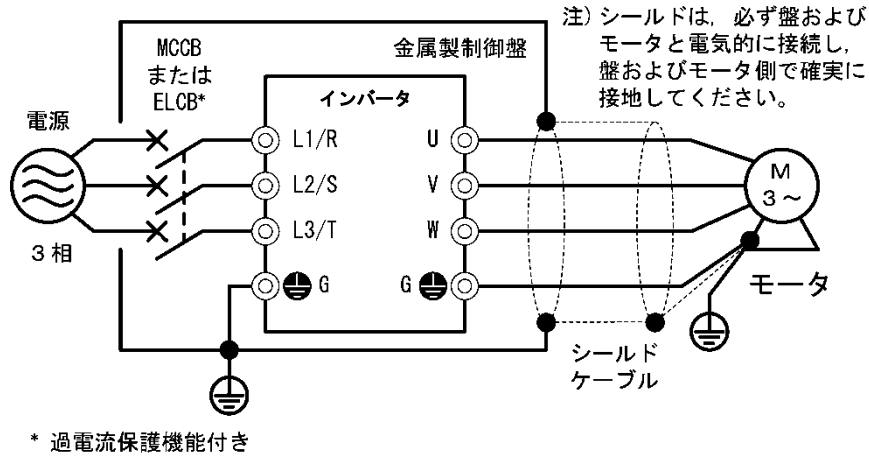 注) シールドは, 必ず盤および
モータと電気的に接続し,
盤およびモータ側で確実に
接地してください。
MCCB
または
ELCB*
金属製制御盤
インバータ
電源
3相
L1/R
L2/S
L3/T
G
U
V
W
G
M
3~
モータ
シールド
ケーブル
* 過電流保護機能付き